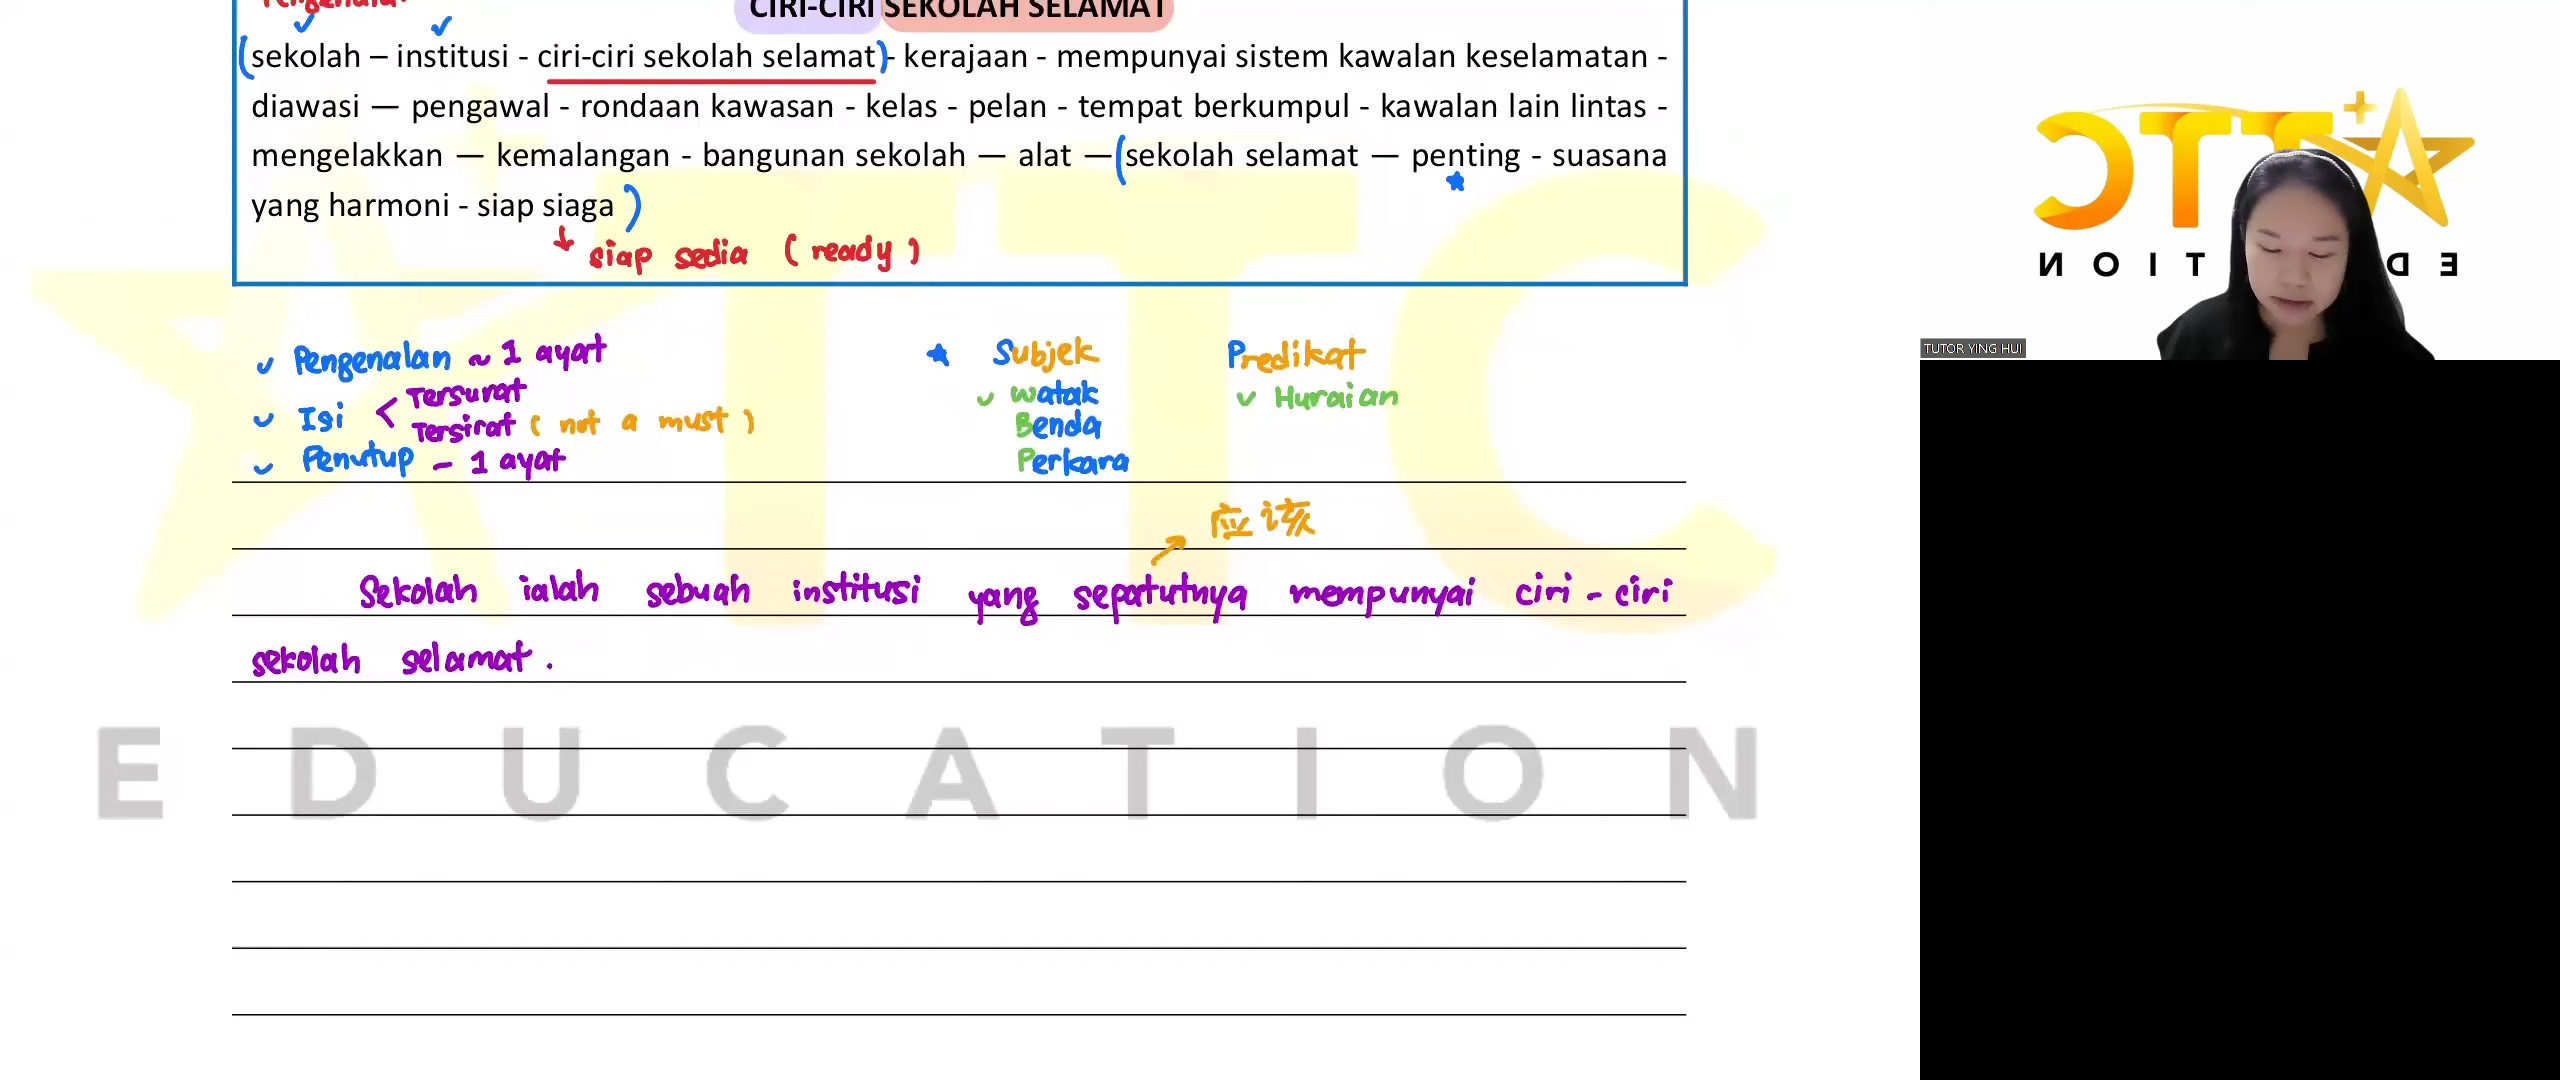 CIRI-CIRI SEKOLAH SELAMAT
(sekolah – institusi - ciri-ciri sekolah selamat)- kerajaan - mempunyai sistem kawalan keselamatan -
diawasi — pengawal - rondaan kawasan - kelas - pelan - tempat berkumpul - kawalan lain lintas -
mengelakkan — kemalangan - bangunan sekolah — alat —(sekolah selamat — penting - suasana
yang harmoni - siap siaga )
siap sedia ( ready )
Pengenalan ~ 1 ayat
Isi < Tersurat
Tersirat ( not a must )
Penutup - 1 ayat
Subjek Predikat
Watak Huraian
Benda
Perkara
应该
Sekolah ialah sebuah institusi yang sepatutnya mempunyai ciri - ciri
sekolah selamat .
EDUCATION
TTC
TUTOR YING HUI